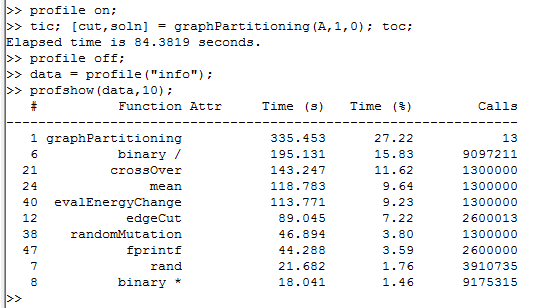 >> profile on;
>> tic; [cut,soln] = graphPartitioning(A,1,0); toc;
Elapsed time is 84.3819 seconds.
>> profile off;
>> data = profile("info");
>> profshow(data,10);
# Function Attr Time (s) Time (%) Calls
----------------------------------------------------------------------
1 graphPartitioning 335.453 27.22 13
6 binary / 195.131 15.83 9097211
21 crossOver 143.247 11.62 1300000
24 mean 118.783 9.64 1300000
40 evalEnergyChange 113.771 9.23 1300000
12 edgeCut 89.045 7.22 2600013
38 randomMutation 46.894 3.80 1300000
47 fprintf 44.288 3.59 2600000
7 rand 21.682 1.76 3910735
8 binary * 18.041 1.46 9175315
>>